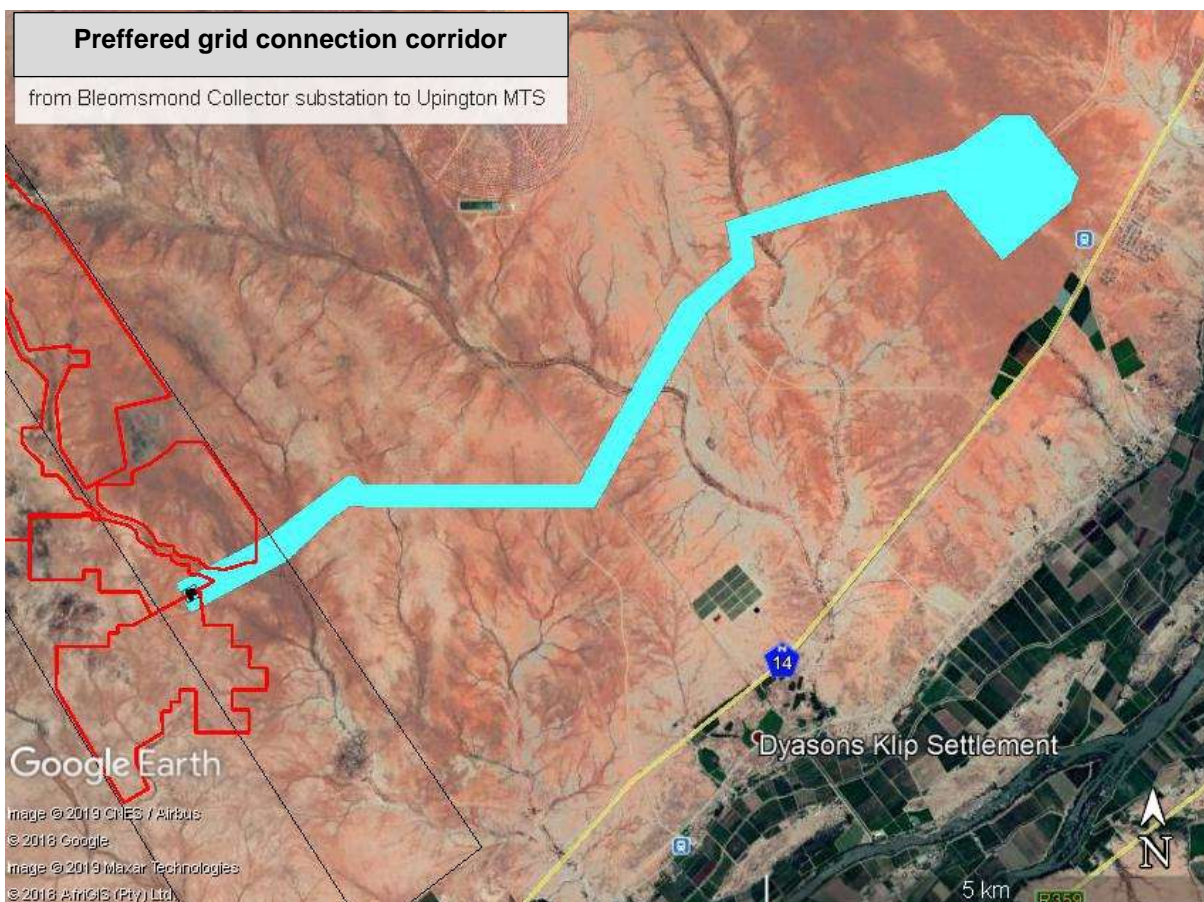 Preffered grid connection corridor
from Bleomsmond Collector substation to Upington MTS
N
14
Dyasons Klip Settlement
Google Earth
Image © 2019 CNES / Airbus
© 2018 Google
Image © 2019 Maxar Technologies
© 2018 AfriGIS (Pty) Ltd.
N
5 km
R359